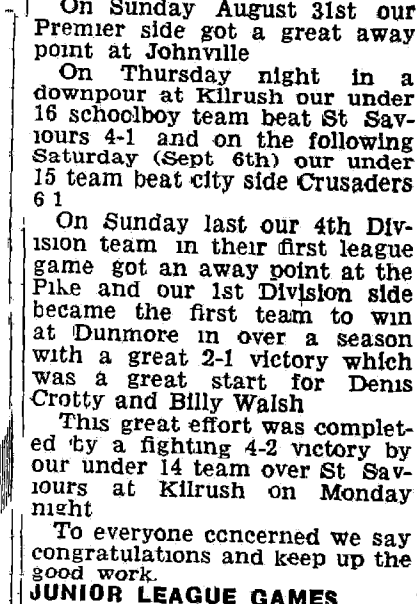 On Sunday August 31st our
Premier side got a great away
point at Johnville
On Thursday night in a
downpour at Kilrush our under
16 schoolboy team beat St Sav-
iours 4-1 and on the following
Saturday (Sept 6th) our under
15 team beat city side Crusaders
6 1
On Sunday last our 4th Div-
ision team in their first league
game got an away point at the
Pike and our 1st Division side
became the first team to win
at Dunmore in over a season
with a great 2-1 victory which
was a great start for Denis
Crotty and Billy Walsh
This great effort was complet-
ed by a fighting 4-2 victory by
our under 14 team over St Sav-
iours at Kilrush on Monday
night
To everyone concerned we say
congratulations and keep up the
good work.
JUNIOR LEAGUE GAMES